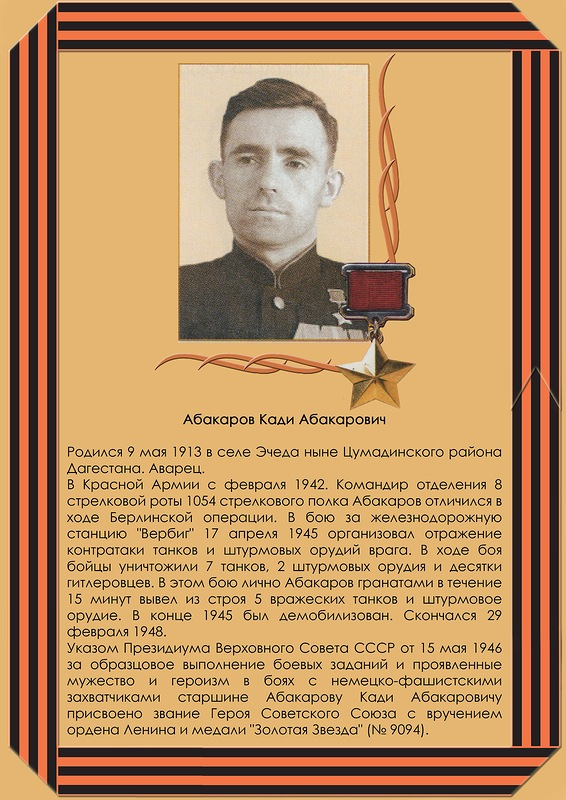 Абакаров Кади Абакарович
Родился 9 мая 1913 в селе Эчеда ныне Цумадинского района
Дагестана. Аварец.
В Красной Армии с февраля 1942. Командир отделения 8
стрелковой роты 1054 стрелкового полка Абакаров отличился в
ходе Берлинской операции. В бою за железнодорожную
станцию "Вербиг" 17 апреля 1945 организовал отражение
контратаки танков и штурмовых орудий врага. В ходе боя
бойцы уничтожили 7 танков, 2 штурмовых орудия и десятки
гитлеровцев. В этом бою лично Абакаров гранатами в течение
15 минут вывел из строя 5 вражеских танков и штурмовое
орудие. В конце 1945 был демобилизован. Скончался 29
февраля 1948.
Указом Президиума Верховного Совета СССР от 15 мая 1946
за образцовое выполнение боевых заданий и проявленные
мужество и героизм в боях с немецко-фашистскими
захватчиками старшине Абакарову Кади Абакаровичу
присвоено звание Героя Советского Союза с вручением
ордена Ленина и медали "Золотая Звезда" (№ 9094).